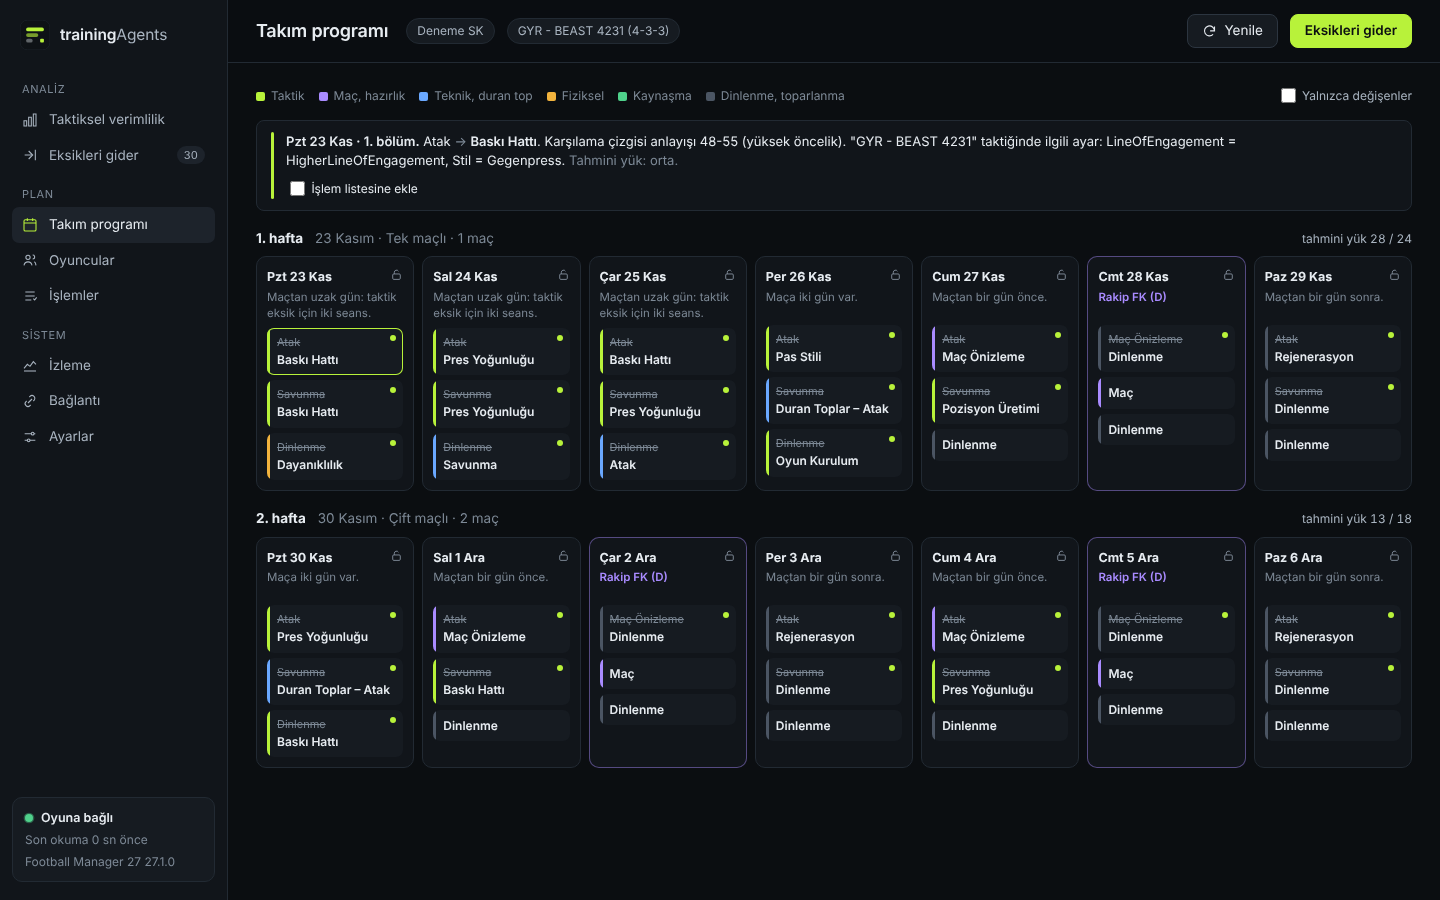 trainingAgents
ANALİZ
Taktiksel verimlilik
Eksikleri gider 30
PLAN
Takım programı
Oyuncular
İşlemler
SİSTEM
İzleme
Bağlantı
Ayarlar
Oyuna bağlı
Son okuma 0 sn önce
Football Manager 27 27.1.0
Takım programı Deneme SK GYR - BEAST 4231 (4-3-3) Yenile Eksikleri gider
Taktik Maç, hazırlık Teknik, duran top Fiziksel Kaynaşma Dinlenme, toparlanma Yalnızca değişenler
Pzt 23 Kas · 1. bölüm. Atak → Baskı Hattı. Karşılama çizgisi anlayışı 48-55 (yüksek öncelik). "GYR - BEAST 4231" taktiğinde ilgili ayar: LineOfEngagement =
HigherLineOfEngagement, Stil = Gegenpress. Tahmini yük: orta.
İşlem listesine ekle
1. hafta 23 Kasım · Tek maçlı · 1 maç tahmini yük 28 / 24
Pzt 23 Kas
Maçtan uzak gün: taktik
eksik için iki seans.
Atak
Baskı Hattı
Savunma
Baskı Hattı
Dinlenme
Dayanıklılık
Sal 24 Kas
Maçtan uzak gün: taktik
eksik için iki seans.
Atak
Pres Yoğunluğu
Savunma
Pres Yoğunluğu
Dinlenme
Savunma
Çar 25 Kas
Maçtan uzak gün: taktik
eksik için iki seans.
Atak
Baskı Hattı
Savunma
Pres Yoğunluğu
Dinlenme
Atak
Per 26 Kas
Maça iki gün var.
Atak
Pas Stili
Savunma
Duran Toplar – Atak
Dinlenme
Oyun Kurulum
Cum 27 Kas
Maçtan bir gün önce.
Atak
Maç Önizleme
Savunma
Pozisyon Üretimi
Dinlenme
Cmt 28 Kas
Rakip FK (D)
Maç Önizleme
Dinlenme
Maç
Dinlenme
Paz 29 Kas
Maçtan bir gün sonra.
Atak
Rejenerasyon
Savunma
Dinlenme
Dinlenme
2. hafta 30 Kasım · Çift maçlı · 2 maç tahmini yük 13 / 18
Pzt 30 Kas
Maça iki gün var.
Atak
Pres Yoğunluğu
Savunma
Duran Toplar – Atak
Dinlenme
Baskı Hattı
Sal 1 Ara
Maçtan bir gün önce.
Atak
Maç Önizleme
Savunma
Baskı Hattı
Dinlenme
Çar 2 Ara
Rakip FK (D)
Maç Önizleme
Dinlenme
Maç
Dinlenme
Per 3 Ara
Maçtan bir gün sonra.
Atak
Rejenerasyon
Savunma
Dinlenme
Dinlenme
Cum 4 Ara
Maçtan bir gün önce.
Atak
Maç Önizleme
Savunma
Pres Yoğunluğu
Dinlenme
Cmt 5 Ara
Rakip FK (D)
Maç Önizleme
Dinlenme
Maç
Dinlenme
Paz 6 Ara
Maçtan bir gün sonra.
Atak
Rejenerasyon
Savunma
Dinlenme
Dinlenme